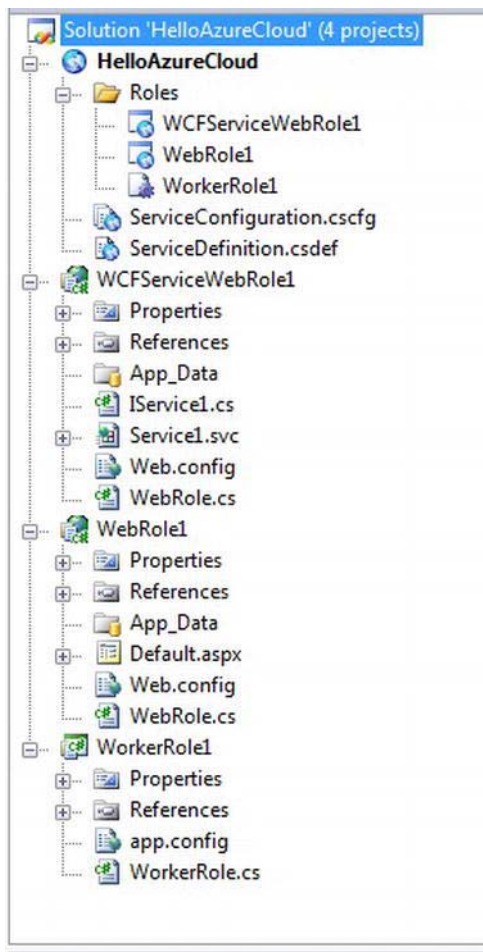 Solution 'HelloAzureCloud' (4 projects)
HelloAzureCloud
Roles
WCFServiceWebRole1
WebRole1
WorkerRole1
ServiceConfiguration.cscfg
ServiceDefinition.csdef
WCFServiceWebRole1
Properties
References
App_Data
IService1.cs
Service1.svc
Web.config
WebRole.cs
WebRole1
Properties
References
App_Data
Default.aspx
Web.config
WebRole.cs
WorkerRole1
Properties
References
app.config
WorkerRole.cs